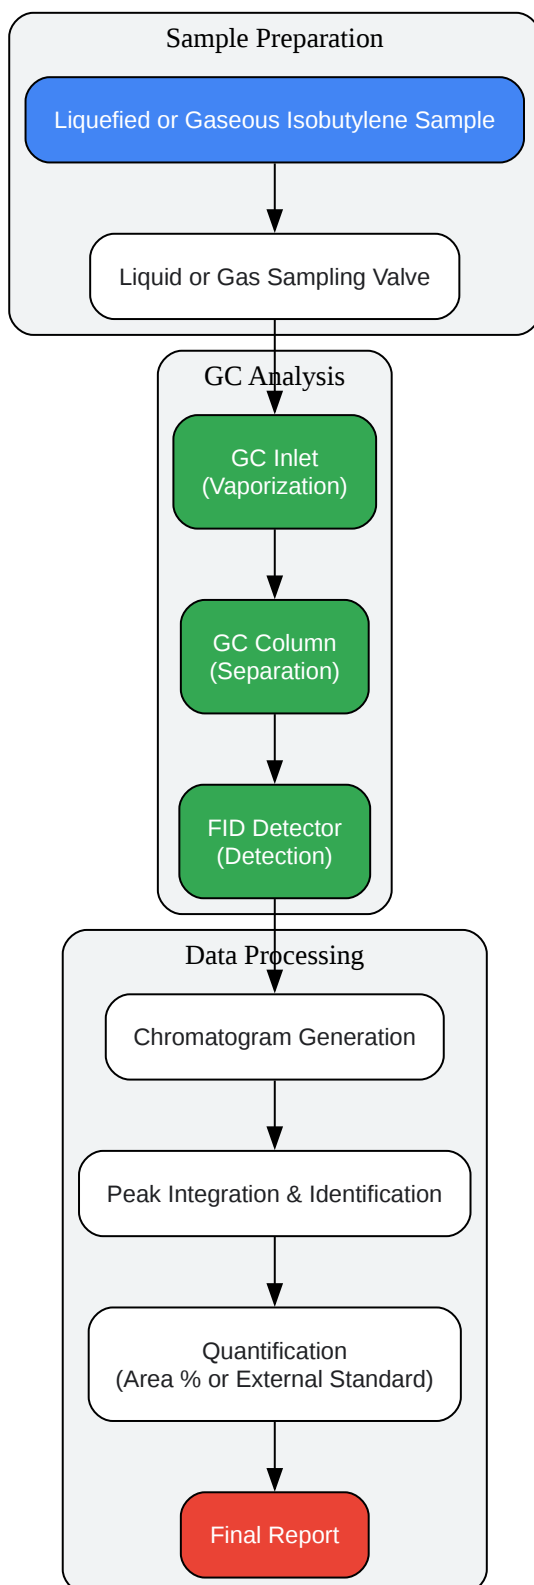 Sample Preparation
Liquefied or Gaseous Isobutylene Sample
Liquid or Gas Sampling Valve
GC Analysis
GC Inlet
(Vaporization)
GC Column
(Separation)
FID Detector
(Detection)
Data Processing
Chromatogram Generation
Peak Integration & Identification
Quantification
(Area % or External Standard)
Final Report